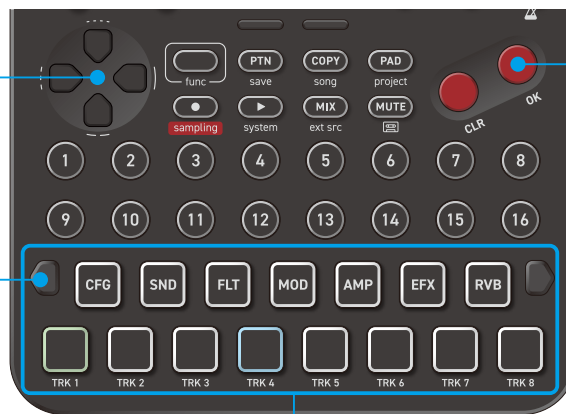 PTN COPY PAD
func save song project
MIX MUTE
sampling system ext src
CLR OK
1 2 3 4 5 6 7 8
9 10 11 12 13 14 15 16
CFG SND FLT MOD AMP EFX RVB
TRK 1 TRK 2 TRK 3 TRK 4 TRK 5 TRK 6 TRK 7 TRK 8